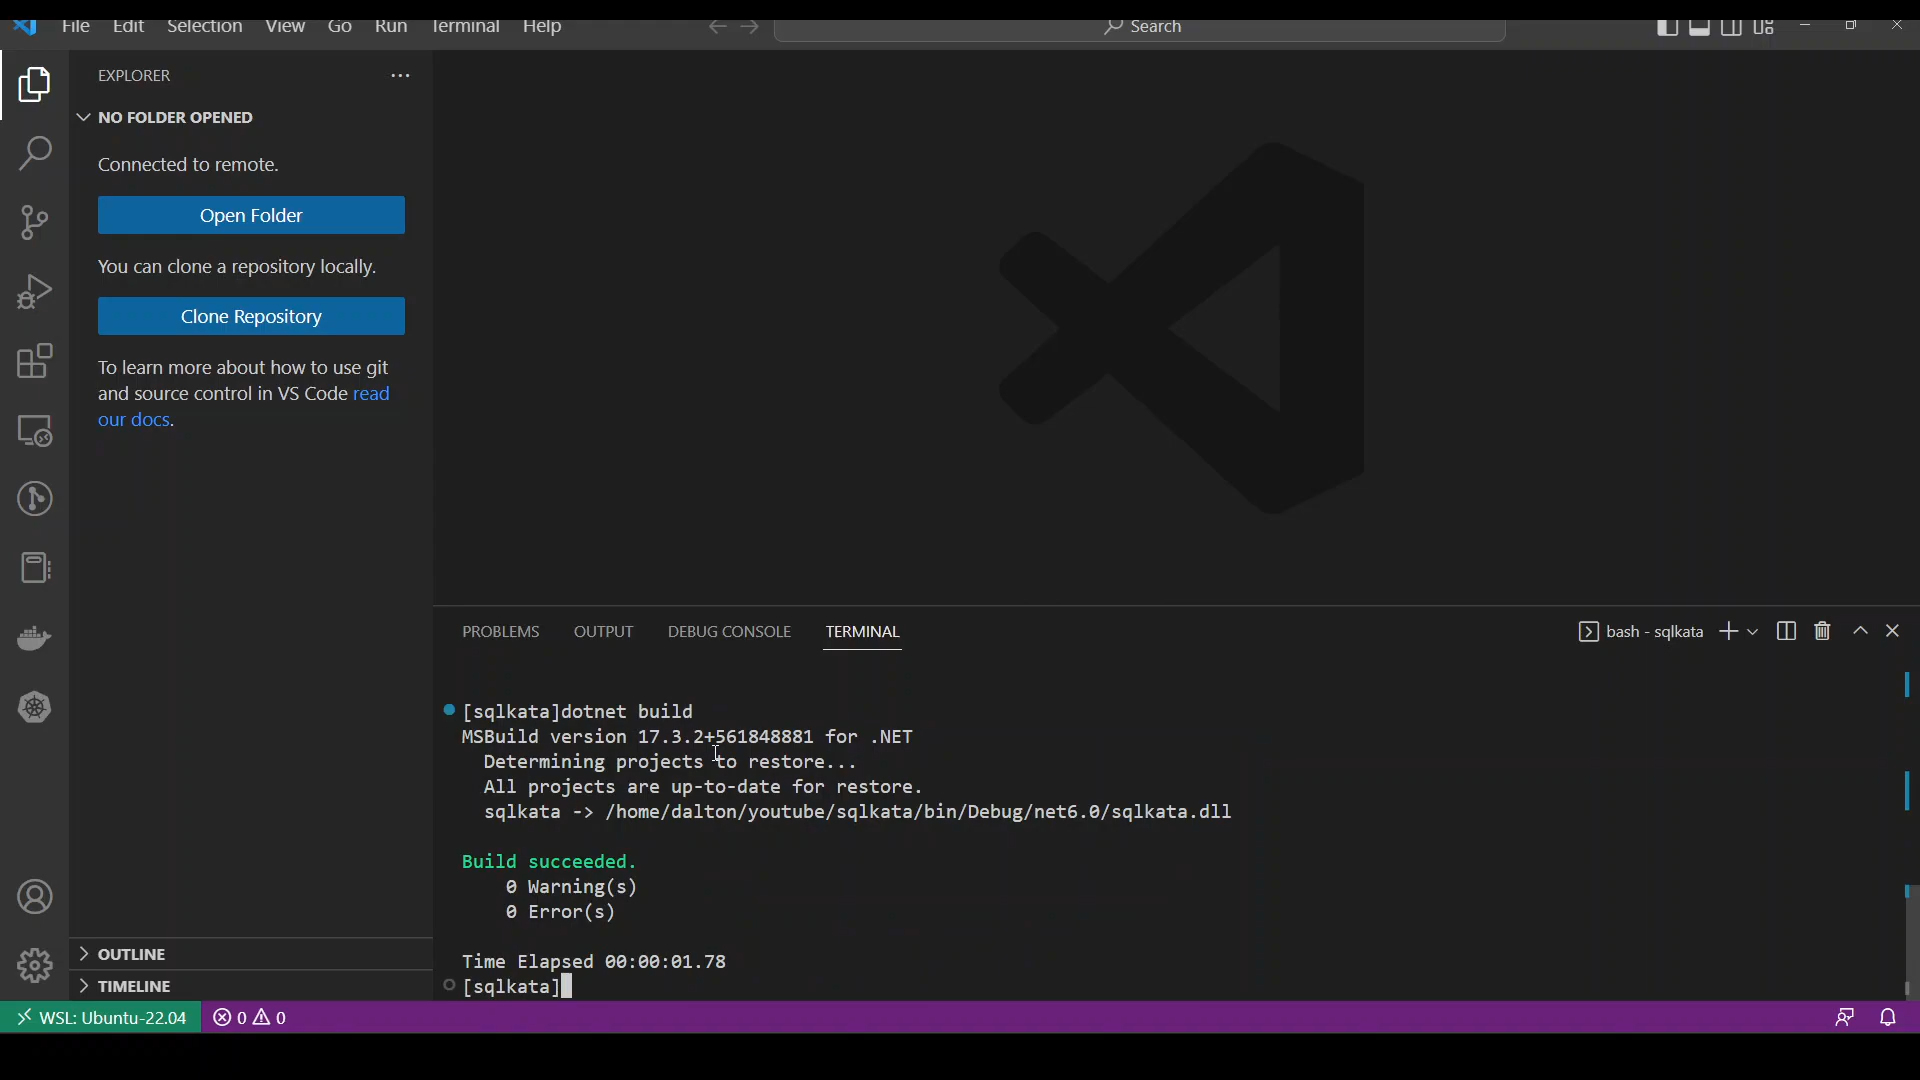 File Edit Selection View Go Run Terminal Help
Search
EXPLORER
NO FOLDER OPENED
Connected to remote.
Open Folder
You can clone a repository locally.
Clone Repository
To learn more about how to use git
and source control in VS Code read
our docs.
OUTLINE
TIMELINE
PROBLEMS OUTPUT DEBUG CONSOLE TERMINAL
bash - sqlkata
[sqlkata]dotnet build
MSBuild version 17.3.2+561848881 for .NET
Determining projects to restore...
All projects are up-to-date for restore.
sqlkata -> /home/dalton/youtube/sqlkata/bin/Debug/net6.0/sqlkata.dll
Build succeeded.
0 Warning(s)
0 Error(s)
Time Elapsed 00:00:01.78
[sqlkata]
WSL: Ubuntu-22.04 0 0